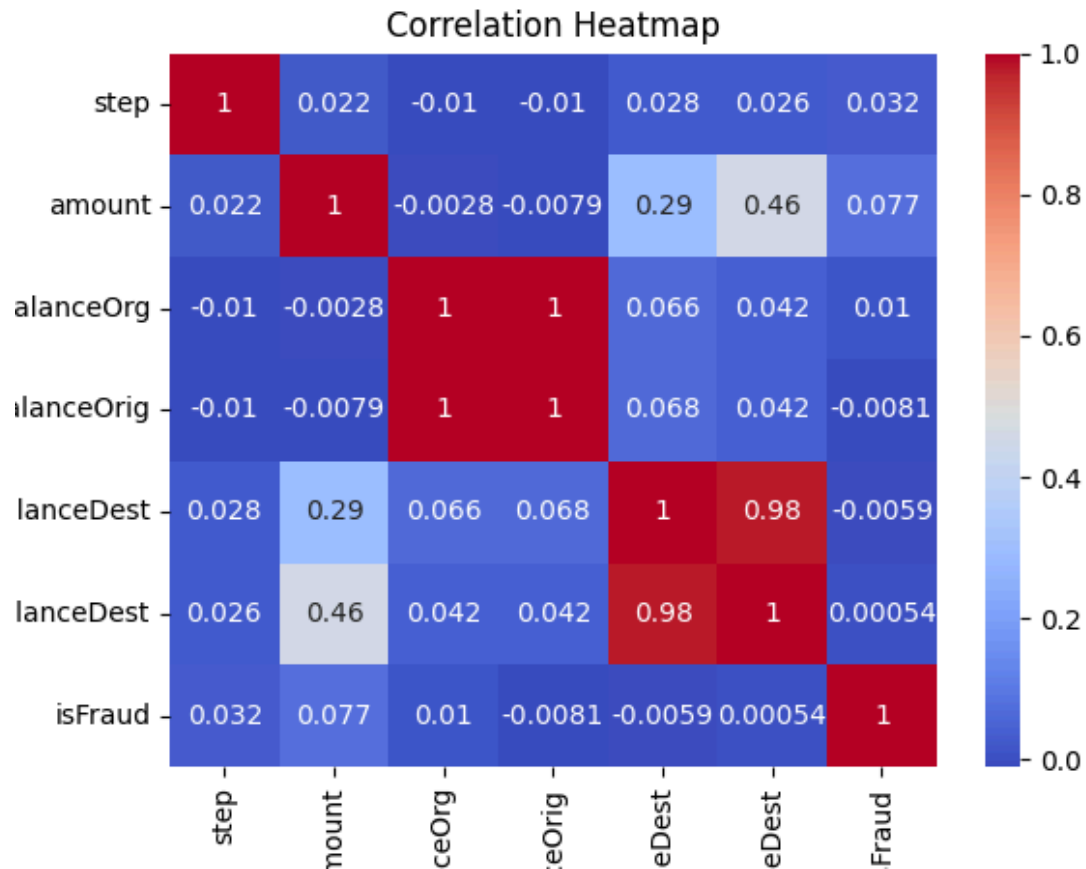 Correlation Heatmap
step 1 0.022 -0.01 -0.01 0.028 0.026 0.032
amount 0.022 1 -0.0028 -0.0079 0.29 0.46 0.077
alanceOrg -0.01 -0.0028 1 1 0.066 0.042 0.01
alanceOrig -0.01 -0.0079 1 1 0.068 0.042 -0.0081
lanceDest 0.028 0.29 0.066 0.068 1 0.98 -0.0059
lanceDest 0.026 0.46 0.042 0.042 0.98 1 0.00054
isFraud 0.032 0.077 0.01 -0.0081 -0.0059 0.00054 1
step mount ceOrg ceOrig eDest eDest Fraud
1.0
0.8
0.6
0.4
0.2
0.0